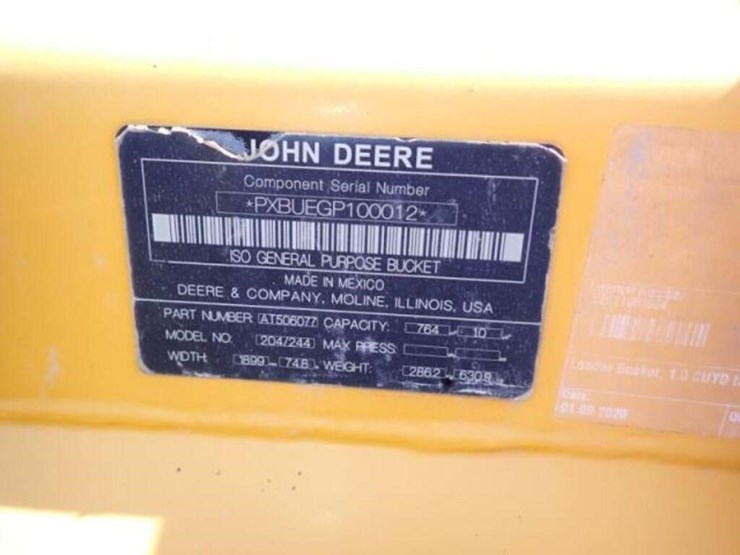 JOHN DEERE
Component Serial Number
*PXBUEGP100012*
ISO GENERAL PURPOSE BUCKET
MADE IN MEXICO
DEERE & COMPANY, MOLINE, ILLINOIS, USA
PART NUMBER AT506077 CAPACITY: 764 10
MODEL NO: 204/244 MAX PRESS:
WIDTH: 1899 74.8 WEIGHT: 286.2 630.9
Loader Bucket, 1.0 CUYD
Date:
01.09.2020